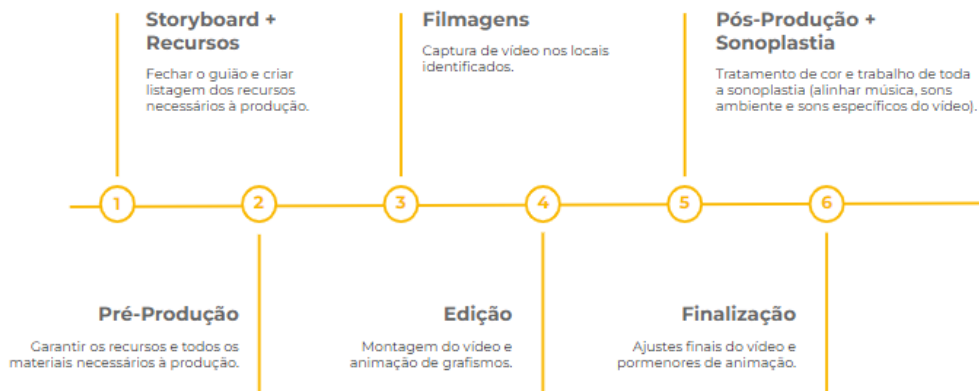 Storyboard +
Recursos
Fechar o guião e criar
listagem dos recursos
necessários à produção.
Filmagens
Captura de vídeo nos locais
identificados.
Pós-Produção +
Sonoplastia
Tratamento de cor e trabalho de toda
a sonoplastia (alinhar música, sons
ambiente e sons específicos do vídeo).
1
2
3
4
5
6
Pré-Produção
Garantir os recursos e todos os
materiais necessários à produção.
Edição
Montagem do vídeo e
animação de grafismos.
Finalização
Ajustes finais do vídeo e
pormenores de animação.